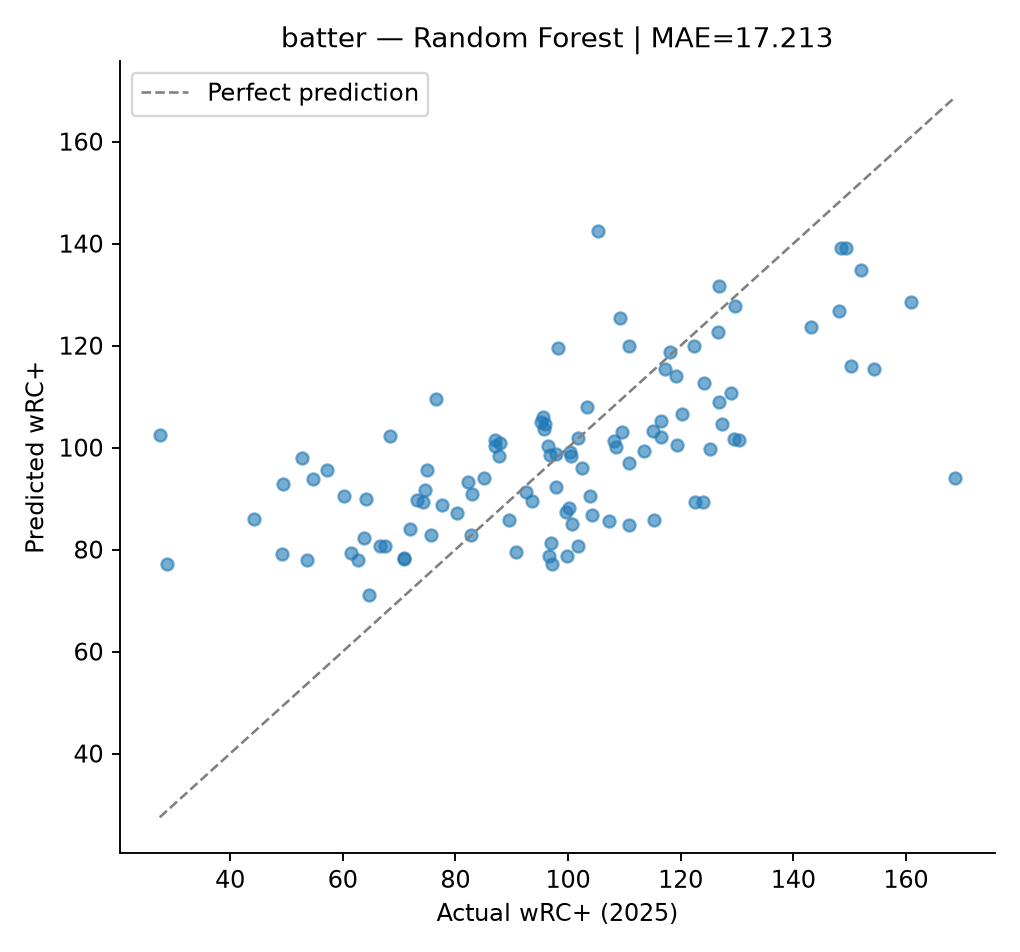 batter — Random Forest | MAE=17.213
Perfect prediction
160
140
120
100
80
60
40
Predicted wRC+
40 60 80 100 120 140 160
Actual wRC+ (2025)